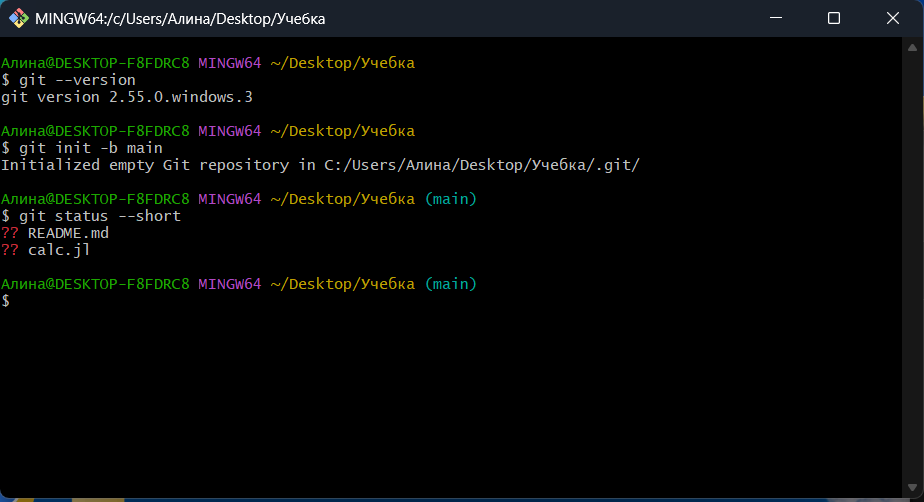 MINGW64:/c/Users/Алина/Desktop/Учебка
Алина@DESKTOP-F8FDRC8 MINGW64 ~/Desktop/Учебка
$ git --version
git version 2.55.0.windows.3
Алина@DESKTOP-F8FDRC8 MINGW64 ~/Desktop/Учебка
$ git init -b main
Initialized empty Git repository in C:/Users/Алина/Desktop/Учебка/.git/
Алина@DESKTOP-F8FDRC8 MINGW64 ~/Desktop/Учебка (main)
$ git status --short
?? README.md
?? calc.jl
Алина@DESKTOP-F8FDRC8 MINGW64 ~/Desktop/Учебка (main)
$